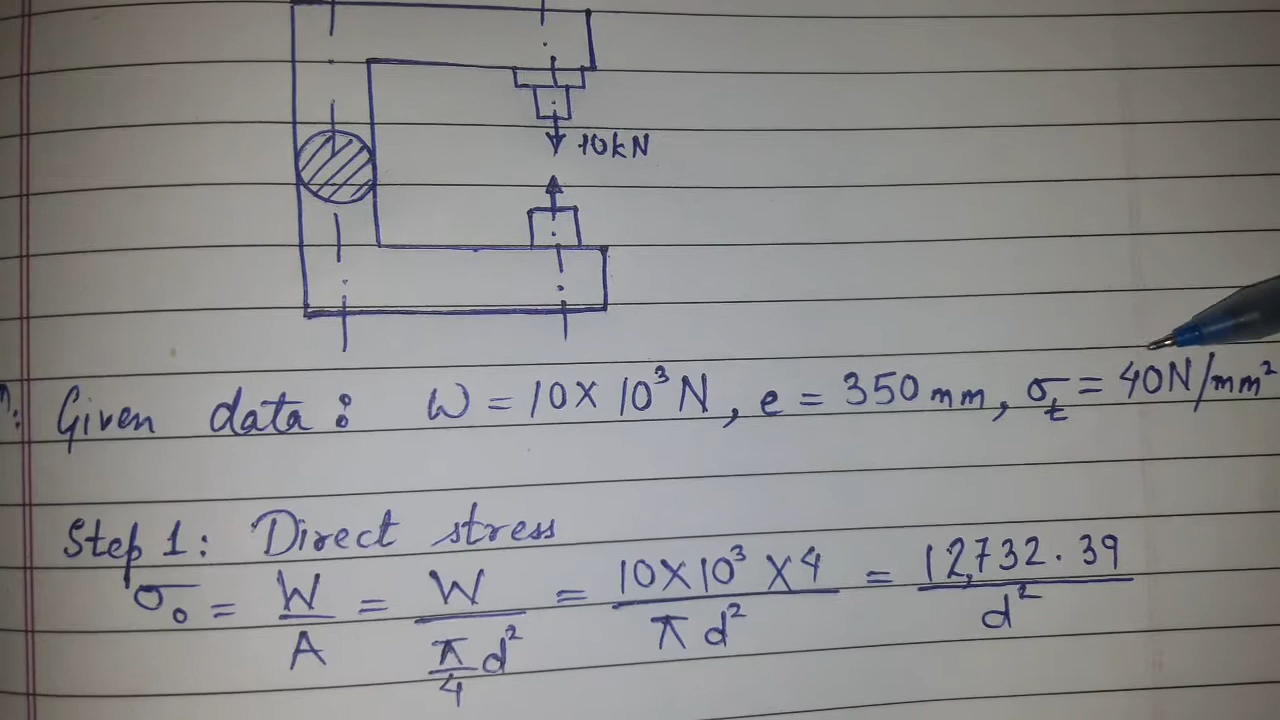 10kN
Given data : W = 10 × 10³ N, e = 350 mm, σt = 40N/mm²
Step 1 : Direct stress
σ₀ = W/A = W/(π/4 d²) = 10×10³ ×4/π d² = 12,732.39/d²